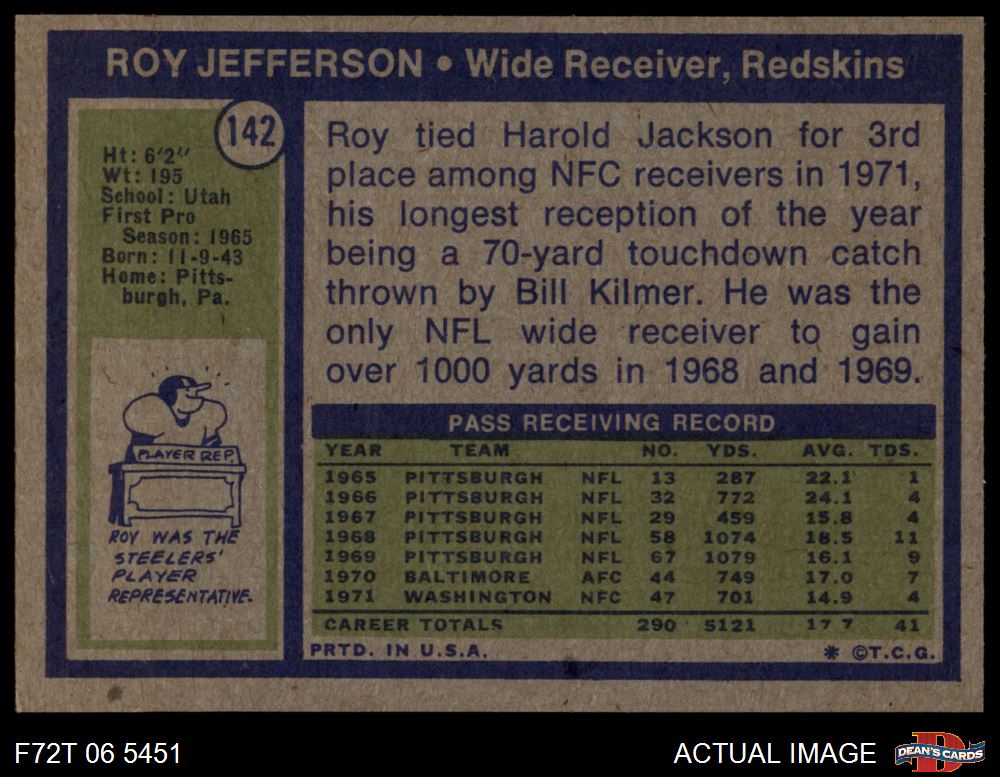 ROY JEFFERSON • Wide Receiver, Redskins
142
Ht: 6'2"
Wt: 195
School: Utah
First Pro
Season: 1965
Born: 11-9-43
Home: Pitts-
burgh, Pa.
PLAYER REP.
ROY WAS THE
STEELERS'
PLAYER
REPRESENTATIVE.
Roy tied Harold Jackson for 3rd
place among NFC receivers in 1971,
his longest reception of the year
being a 70-yard touchdown catch
thrown by Bill Kilmer. He was the
only NFL wide receiver to gain
over 1000 yards in 1968 and 1969.
PASS RECEIVING RECORD
YEAR TEAM NO. YDS. AVG. TDS.
1965 PITTSBURGH NFL 13 287 22.1 1
1966 PITTSBURGH NFL 32 772 24.1 4
1967 PITTSBURGH NFL 29 459 15.8 4
1968 PITTSBURGH NFL 58 1074 18.5 11
1969 PITTSBURGH NFL 67 1079 16.1 9
1970 BALTIMORE AFC 44 749 17.0 7
1971 WASHINGTON NFC 47 701 14.9 4
CAREER TOTALS 290 5121 17 7 41
PRTD. IN U.S.A. * ©T.C.G.
F72T 06 5451 ACTUAL IMAGE
D
DEAN'S CARDS